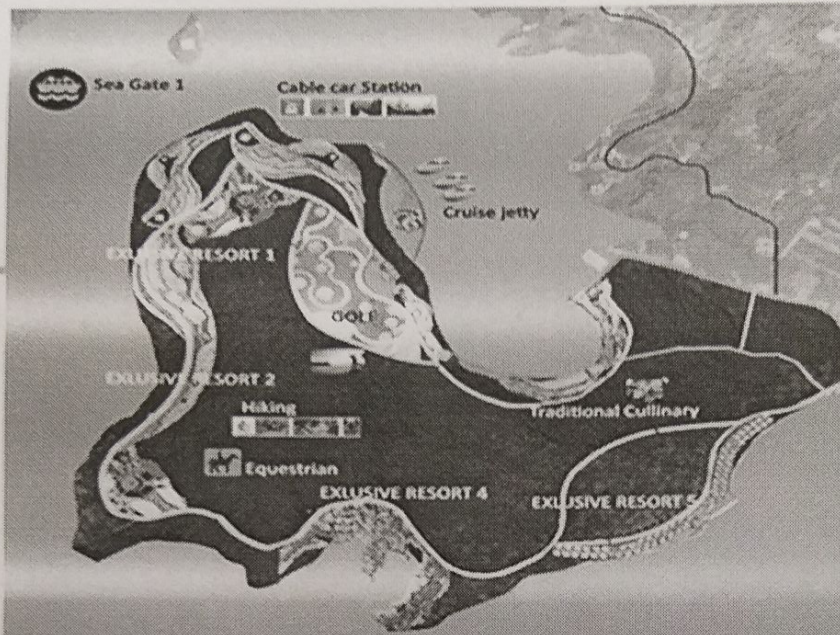 Sea Gate 1
Cable car Station
Cruise jetty
EXLUSIVE RESORT 1
GOLF
EXLUSIVE RESORT 2
Hiking
Traditional Cullinary
Equestrian
EXLUSIVE RESORT 4
EXLUSIVE RESORT 5